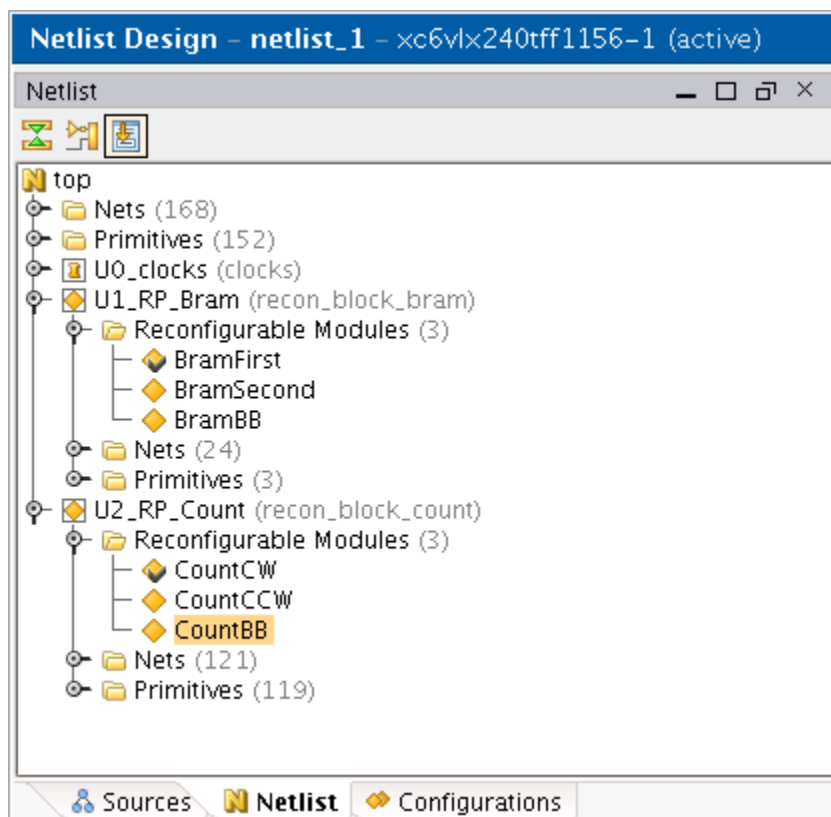 Netlist Design – netlist_1 – xc6vlx240tff1156–1 (active)
Netlist
top
Nets (168)
Primitives (152)
U0_clocks (clocks)
U1_RP_Bram (recon_block_bram)
Reconfigurable Modules (3)
BramFirst
BramSecond
BramBB
Nets (24)
Primitives (3)
U2_RP_Count (recon_block_count)
Reconfigurable Modules (3)
CountCW
CountCCW
CountBB
Nets (121)
Primitives (119)
Sources Netlist Configurations